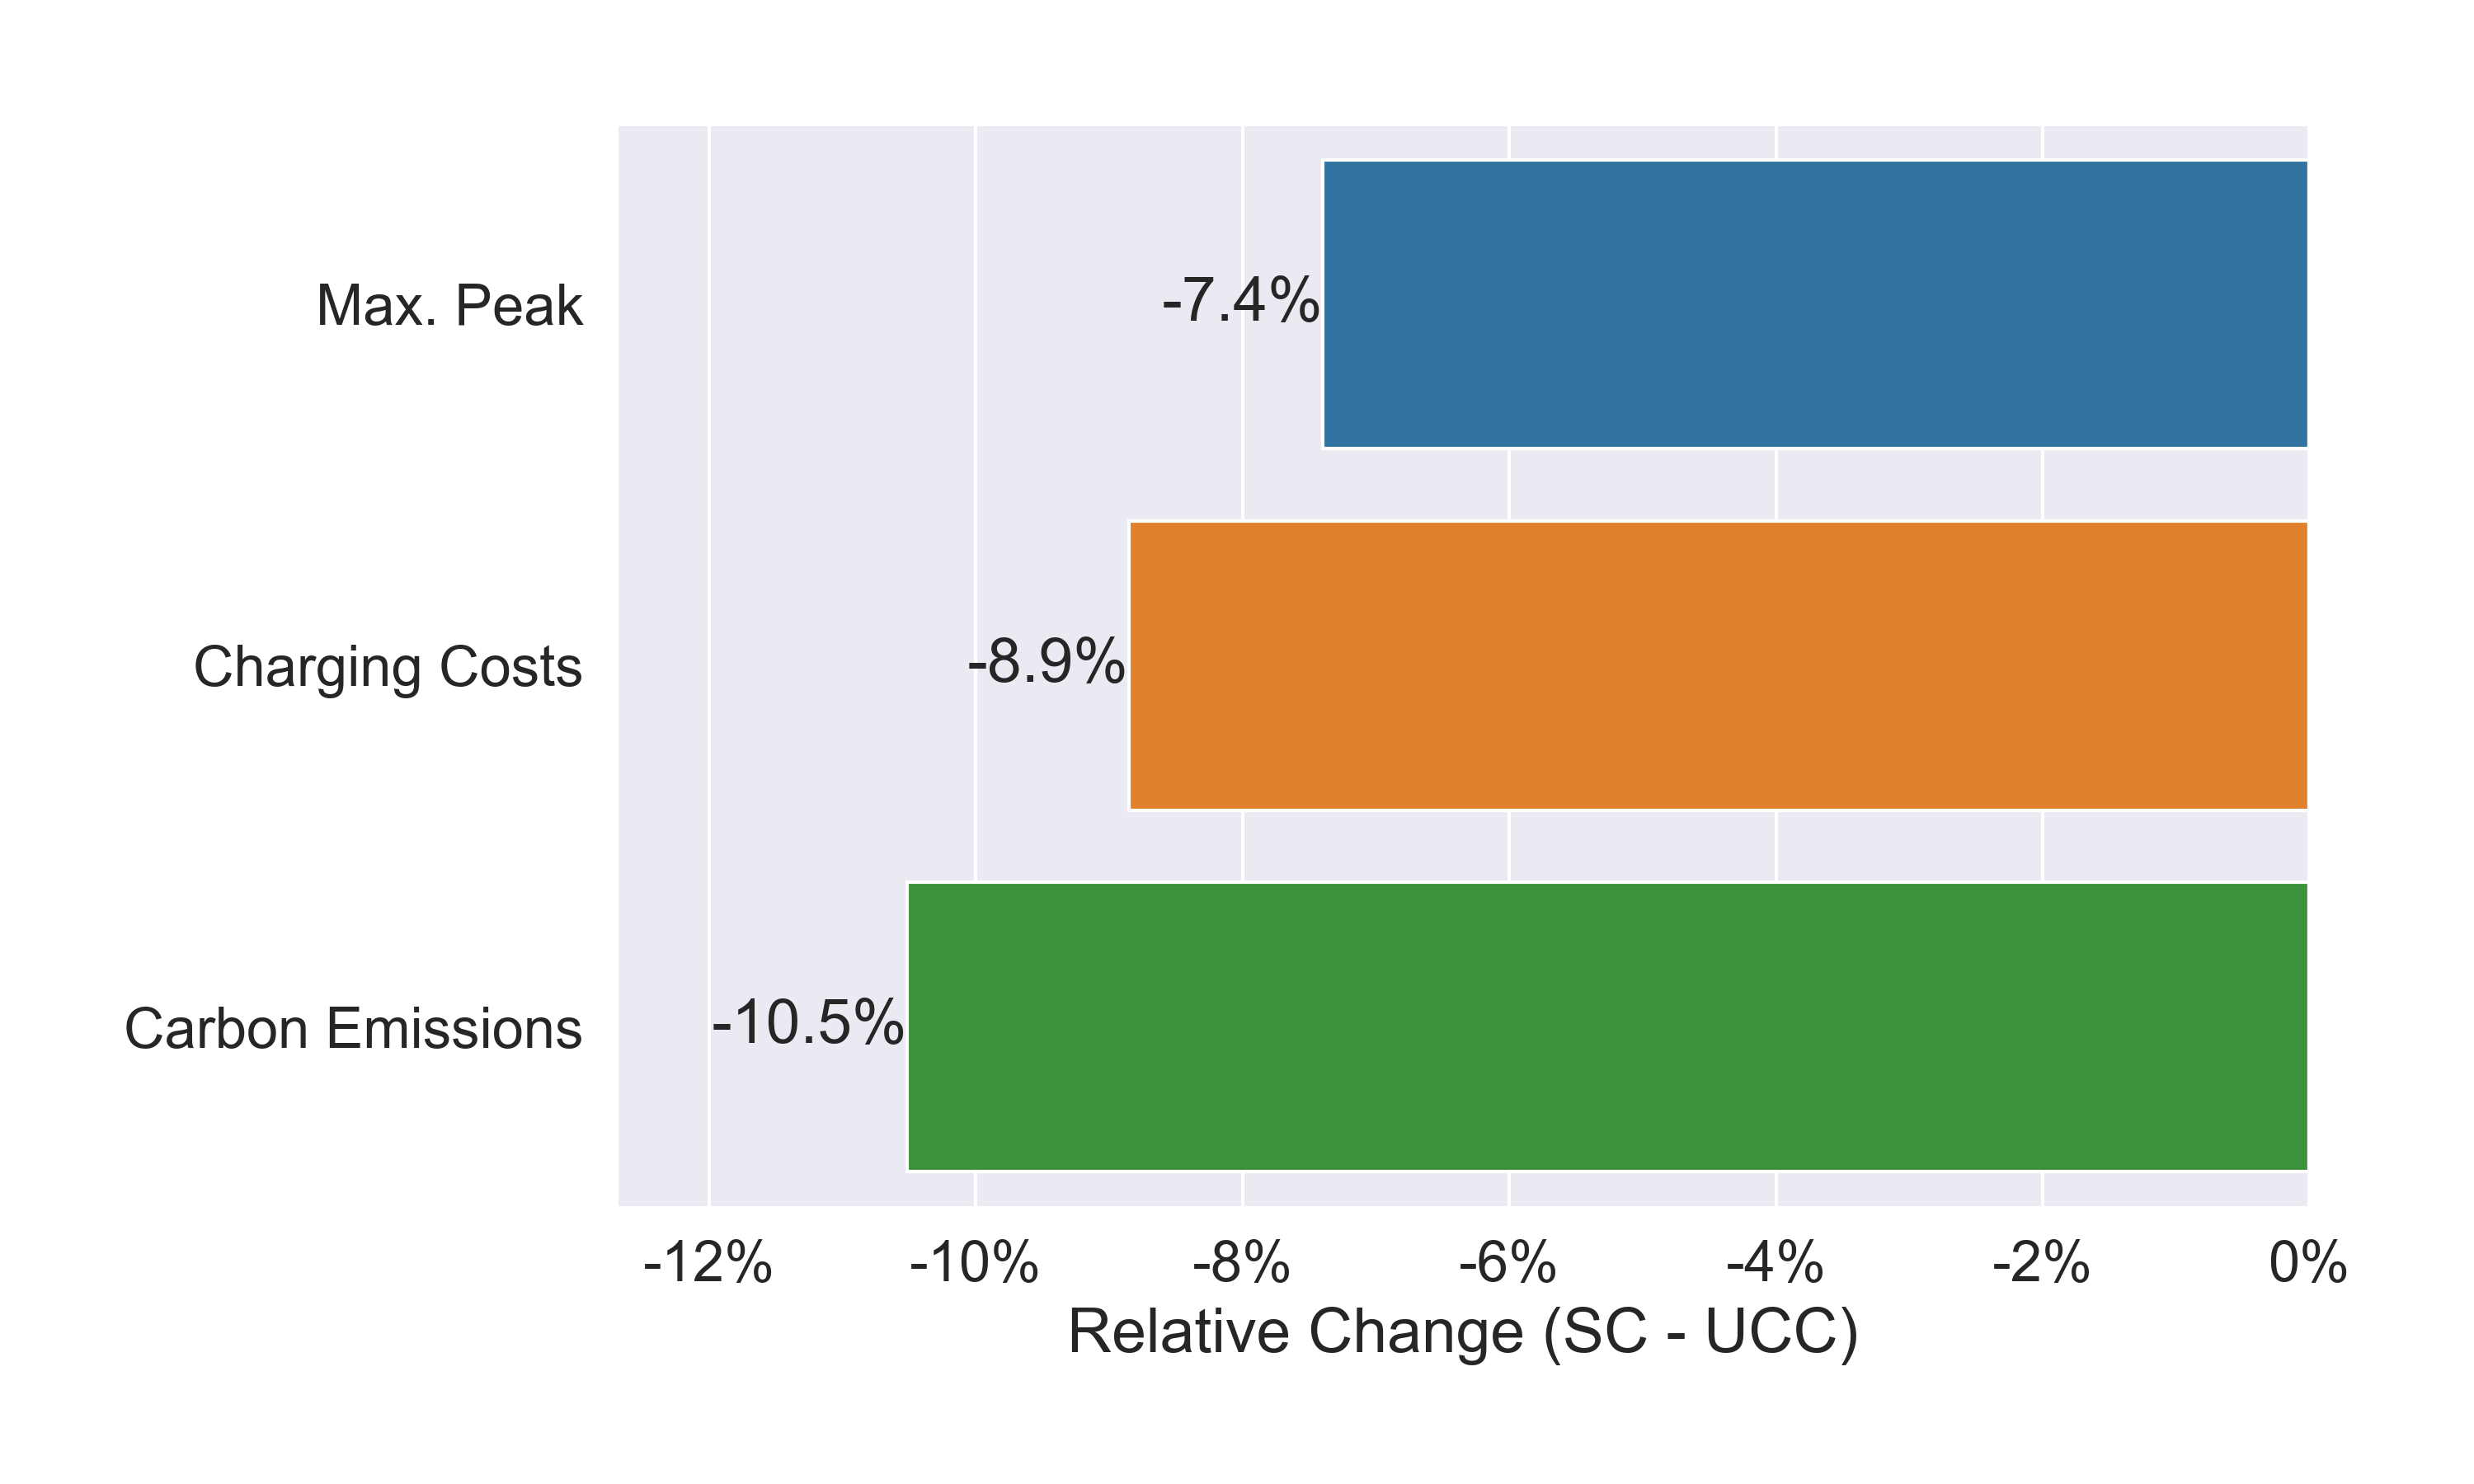 Max. Peak
-7.4%
Charging Costs
-8.9%
Carbon Emissions
-10.5%
-12% -10% -8% -6% -4% -2% 0%
Relative Change (SC - UCC)